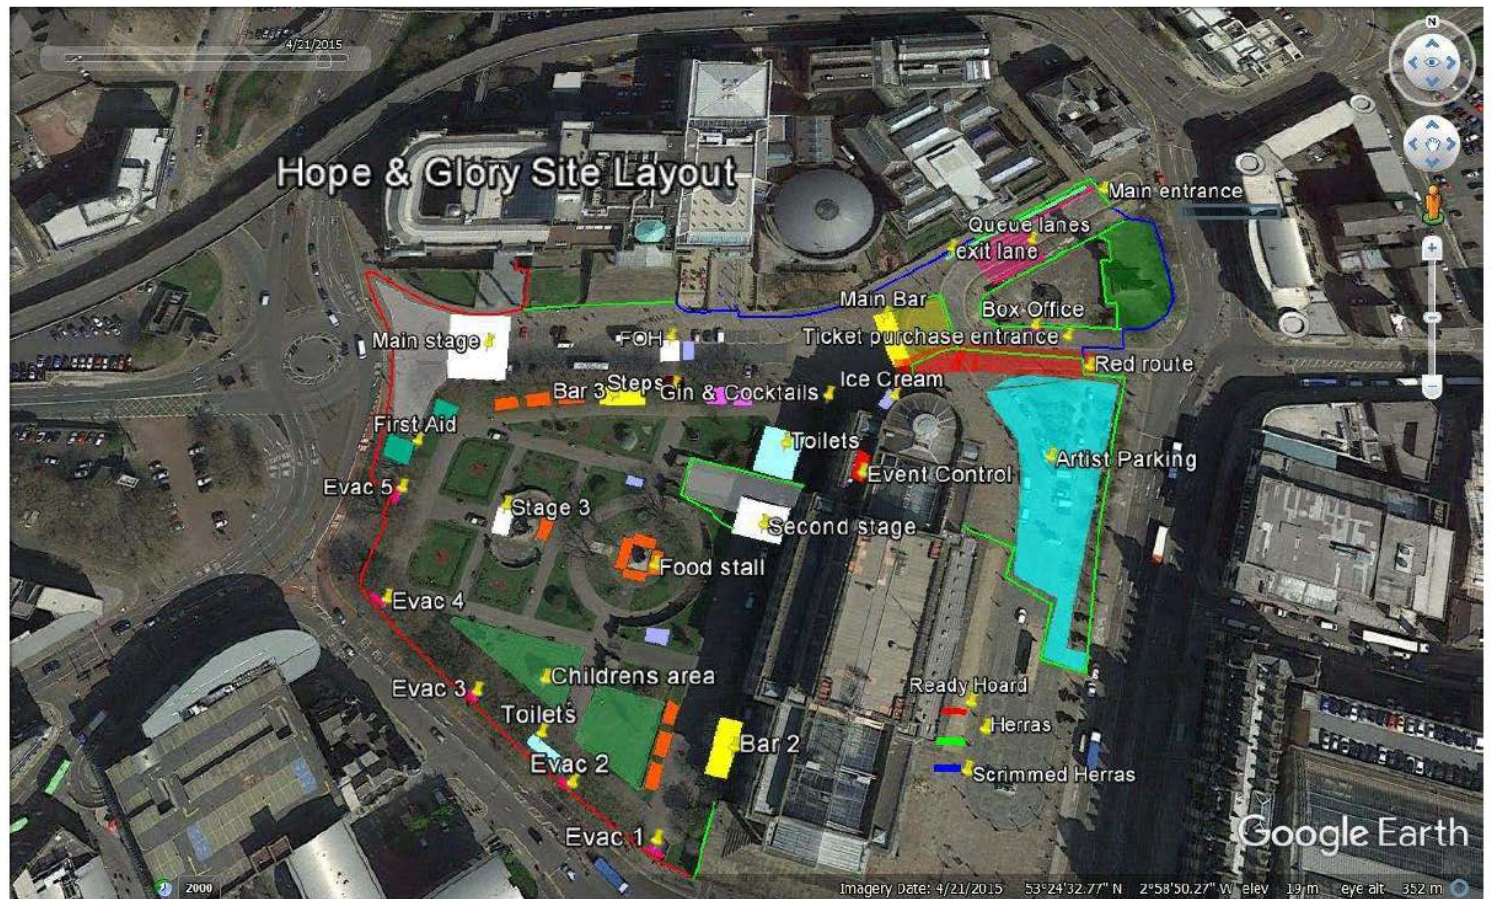 4/21/2015
N
Hope & Glory Site Layout
Main entrance
Queue lanes
exit lane
Main Bar
Box Office
Main stage
FOH
Ticket purchase entrance
Red route
Bar 3
Steps
Gin & Cocktails
Ice Cream
First Aid
Toilets
Artist Parking
Event Control
Evac 5
Stage 3
Second stage
Food stall
Evac 4
Childrens area
Evac 3
Ready Hoard
Toilets
Herras
Bar 2
Evac 2
Scrimmed Herras
Evac 1
Google Earth
2000
Imagery Date: 4/21/2015 53°24'32.77" N 2°58'50.27" W elev 19 m eye alt 352 m